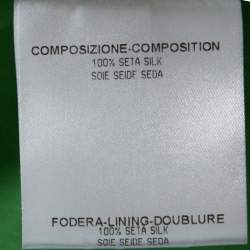 COMPOSIZIONE-COMPOSITION
100% SETA SILK
SOIE SEIDE SEDA
FODERA-LINING-DOUBLURE
100% SETA SILK
SOIE SEIDE SEDA